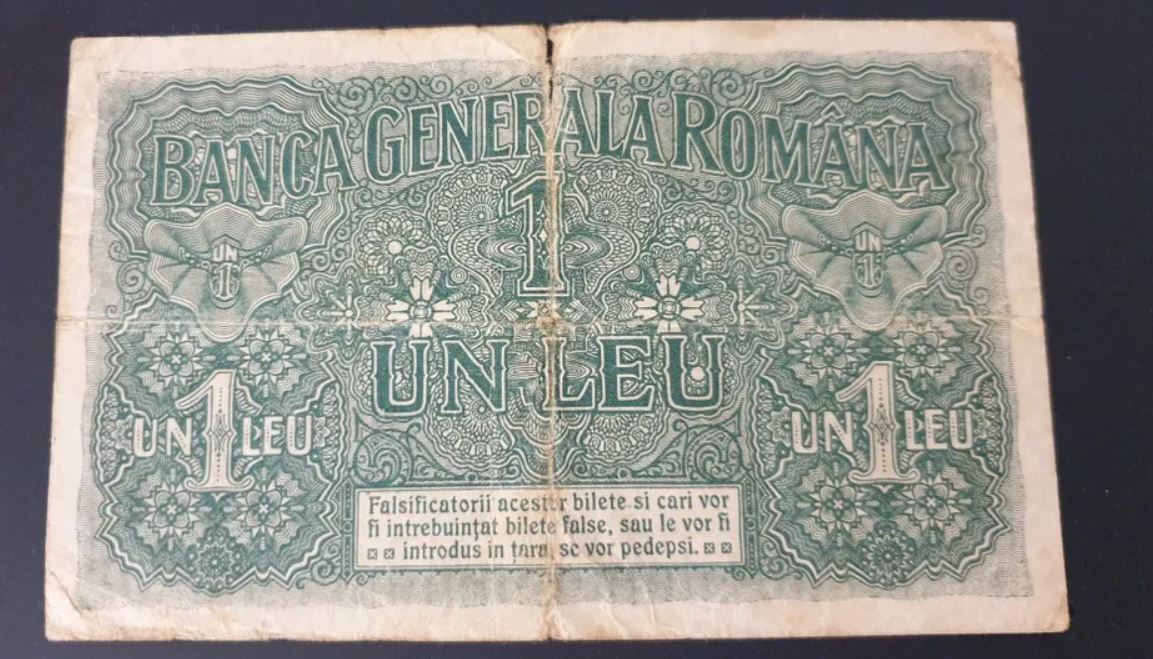 BANCA GENERALA ROMÂNA
1
UN
1
UN
1
UN LEU
UN 1 LEU
UN 1 LEU
Falsificatorii acestor bilete si cari vor
fi intrebuințat bilete false, sau le vor fi
introdus in țara, se vor pedepsi.